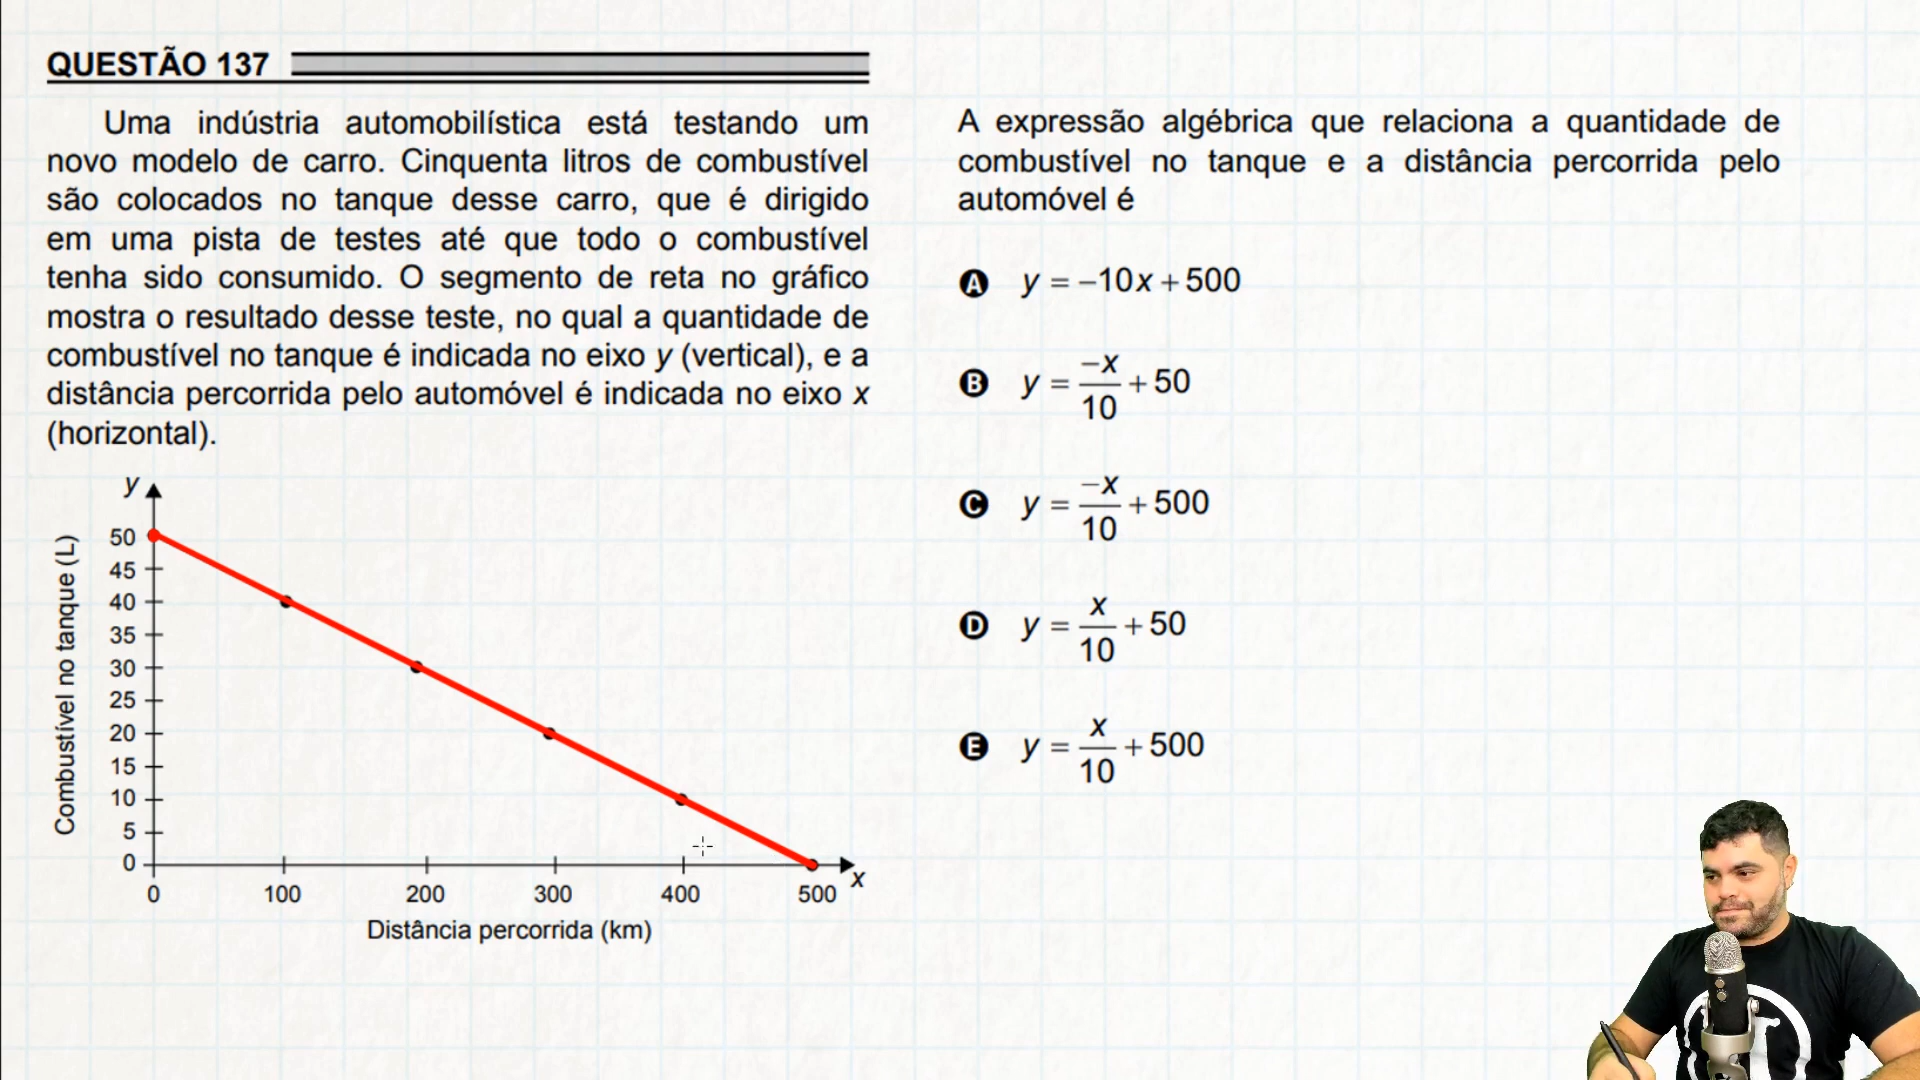 QUESTÃO 137
Uma indústria automobilística está testando um
novo modelo de carro. Cinquenta litros de combustível
são colocados no tanque desse carro, que é dirigido
em uma pista de testes até que todo o combustível
tenha sido consumido. O segmento de reta no gráfico
mostra o resultado desse teste, no qual a quantidade de
combustível no tanque é indicada no eixo y (vertical), e a
distância percorrida pelo automóvel é indicada no eixo x
(horizontal).
y
Combustível no tanque (L)
50
45
40
35
30
25
20
15
10
5
0
0 100 200 300 400 500 x
Distância percorrida (km)
A expressão algébrica que relaciona a quantidade de
combustível no tanque e a distância percorrida pelo
automóvel é
A y = –10x + 500
B y = –x/10 + 50
C y = –x/10 + 500
D y = x/10 + 50
E y = x/10 + 500